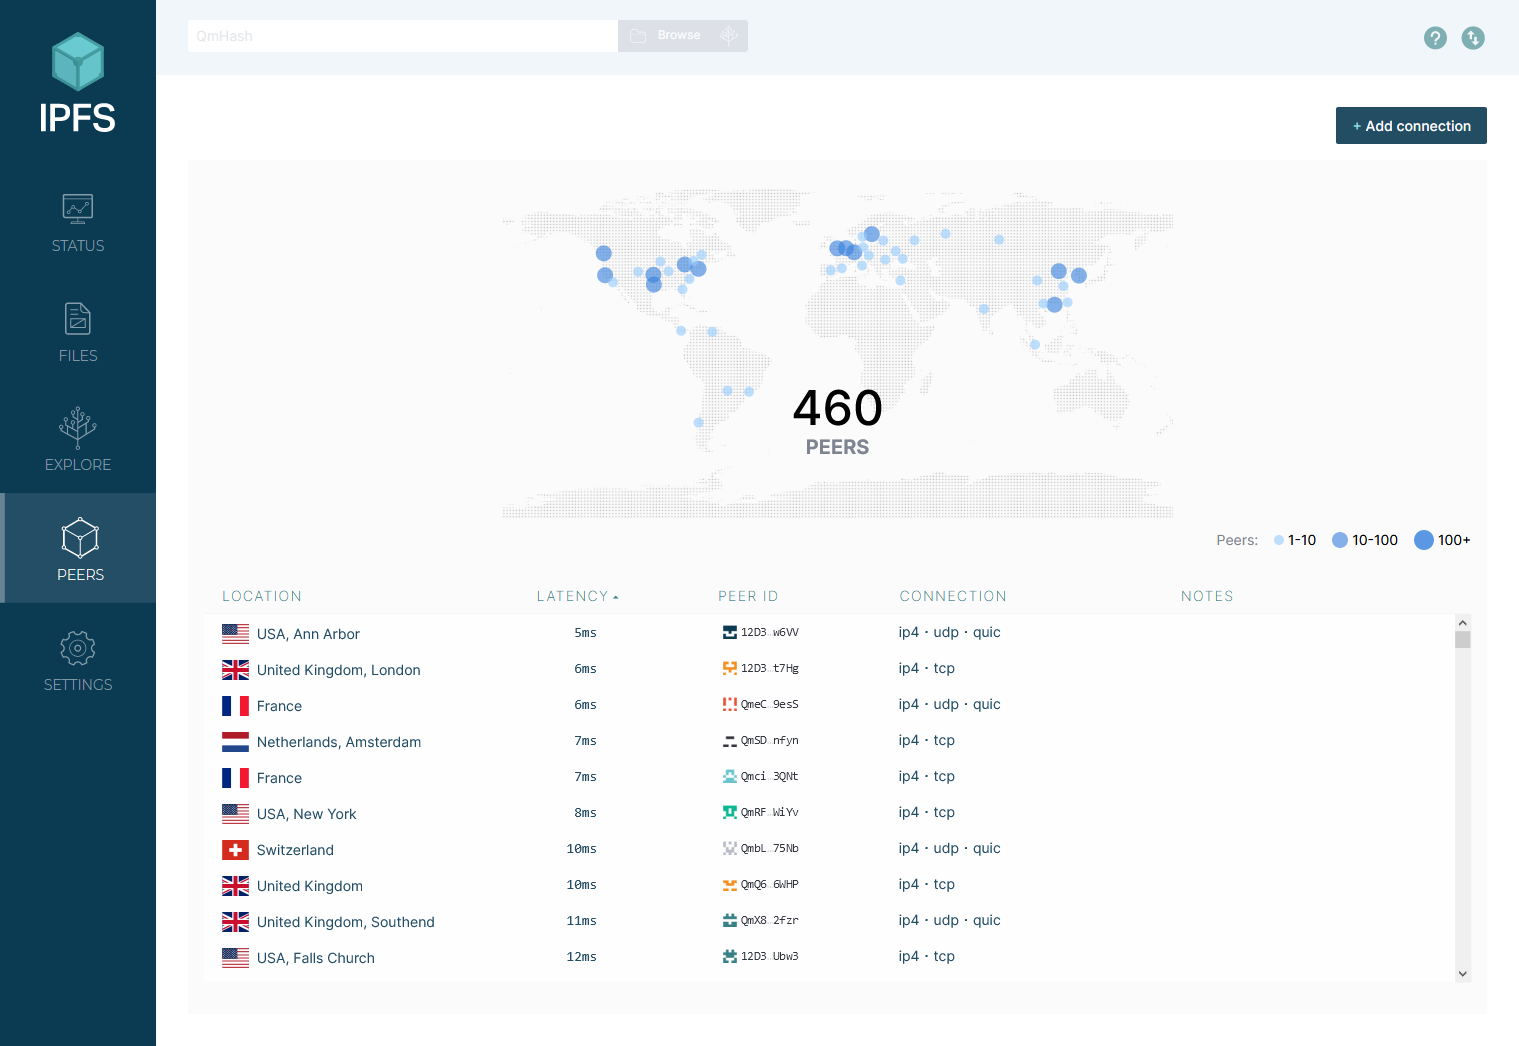 QmHash
Browse
IPFS
+ Add connection
STATUS
FILES
EXPLORE
PEERS
SETTINGS
460
PEERS
Peers: 1-10 10-100 100+
LOCATION LATENCY PEER ID CONNECTION NOTES
USA, Ann Arbor 5ms 12D3…w6VV ip4 • udp • quic
United Kingdom, London 6ms 12D3…t7Hg ip4 • tcp
France 6ms QmeC…9esS ip4 • udp • quic
Netherlands, Amsterdam 7ms QmSD…nfyn ip4 • tcp
France 7ms Qmci…3QNt ip4 • tcp
USA, New York 8ms QmRF…WiYv ip4 • tcp
Switzerland 10ms QmbL…75Nb ip4 • udp • quic
United Kingdom 10ms QmQ6…6WHP ip4 • tcp
United Kingdom, Southend 11ms QmX8…2fzr ip4 • udp • quic
USA, Falls Church 12ms 12D3…Ubw3 ip4 • tcp